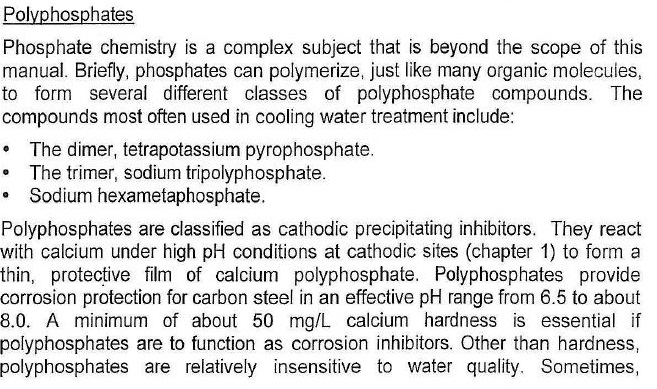 Polyphosphates
Phosphate chemistry is a complex subject that is beyond the scope of this
manual. Briefly, phosphates can polymerize, just like many organic molecules,
to form several different classes of polyphosphate compounds. The
compounds most often used in cooling water treatment include:
• The dimer, tetrapotassium pyrophosphate.
• The trimer, sodium tripolyphosphate.
• Sodium hexametaphosphate.
Polyphosphates are classified as cathodic precipitating inhibitors. They react
with calcium under high pH conditions at cathodic sites (chapter 1) to form a
thin, protective film of calcium polyphosphate. Polyphosphates provide
corrosion protection for carbon steel in an effective pH range from 6.5 to about
8.0. A minimum of about 50 mg/L calcium hardness is essential if
polyphosphates are to function as corrosion inhibitors. Other than hardness,
polyphosphates are relatively insensitive to water quality. Sometimes,